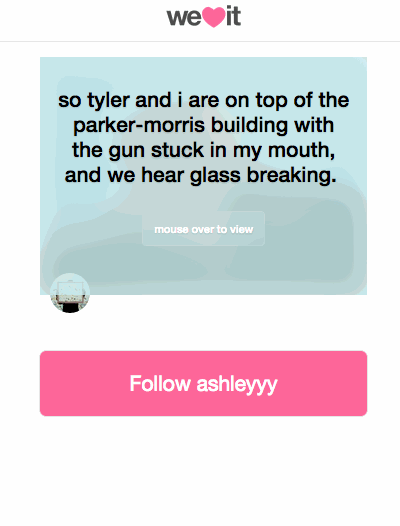 we it
so tyler and i are on top of the
parker-morris building with
the gun stuck in my mouth,
and we hear glass breaking.
mouse over to view
Follow ashleyyy